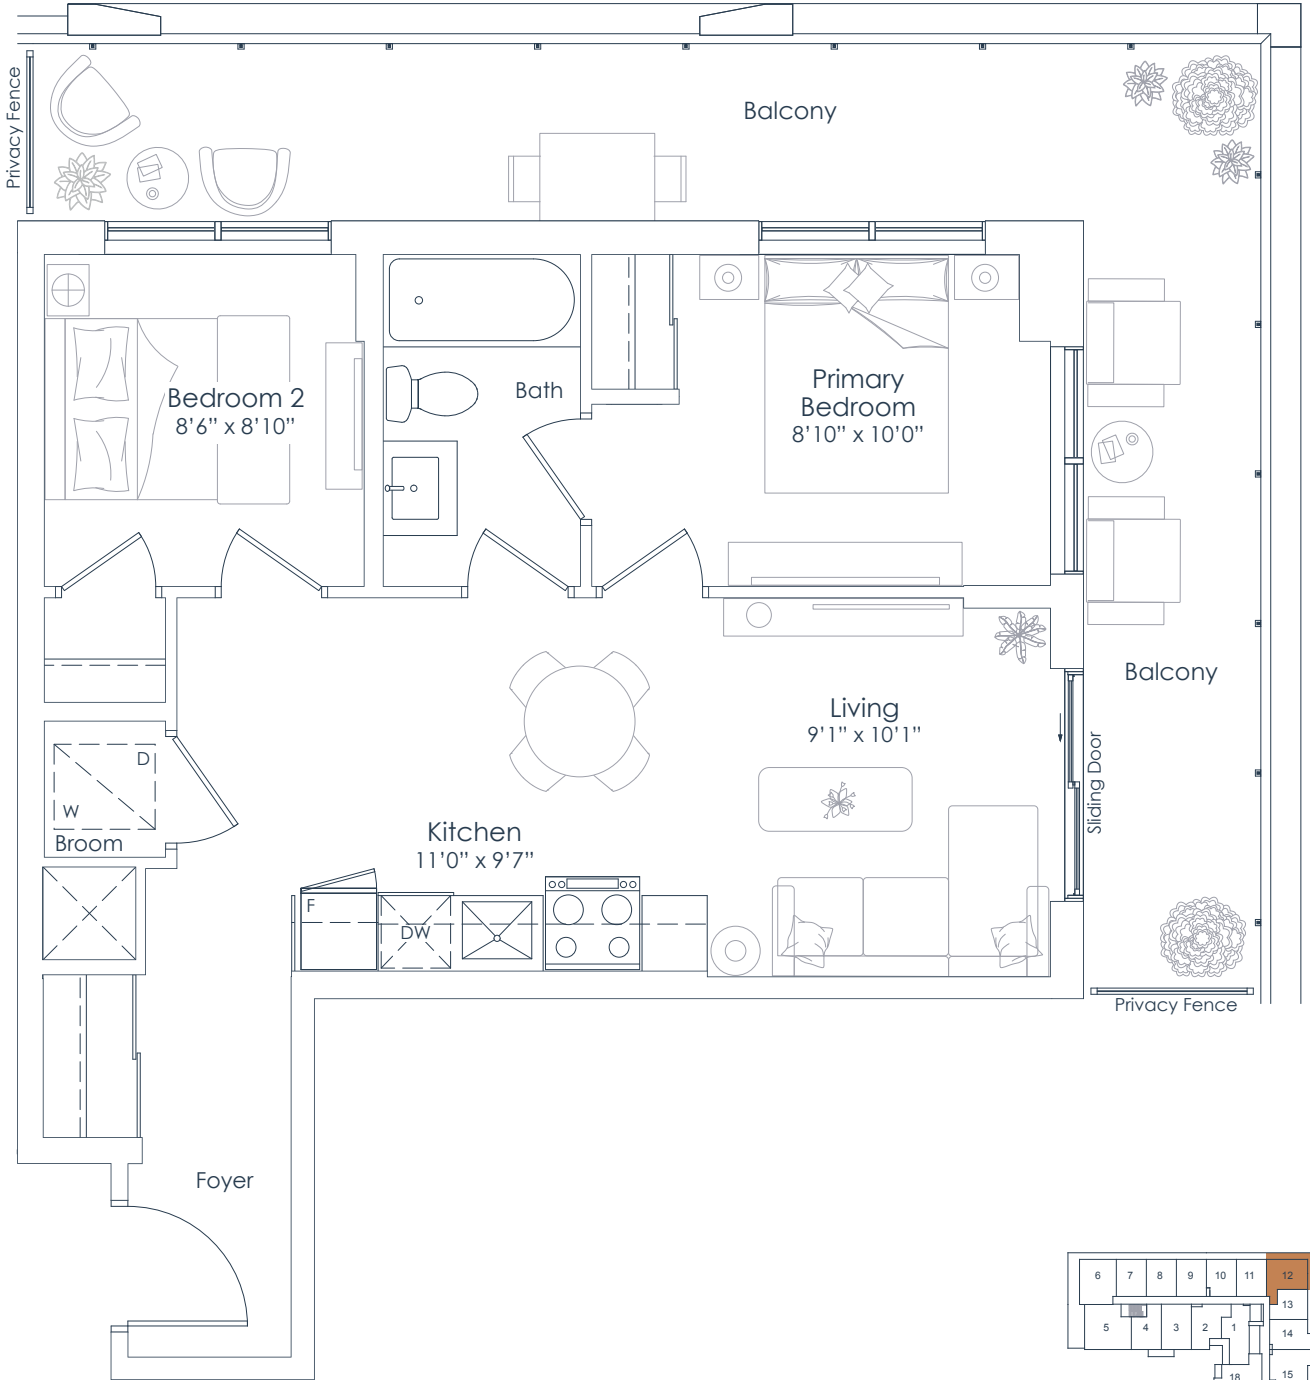 Privacy Fence
Balcony
Bedroom 2
8’6” x 8’10”
Bath
Primary
Bedroom
8’10” x 10’0”
Balcony
Living
9’1” x 10’1”
Sliding Door
D
W
Broom
Kitchen
11’0” x 9’7”
F
DW
Privacy Fence
Foyer
6 7 8 9 10 11 12
13
5 4 3 2 1
14
18 15